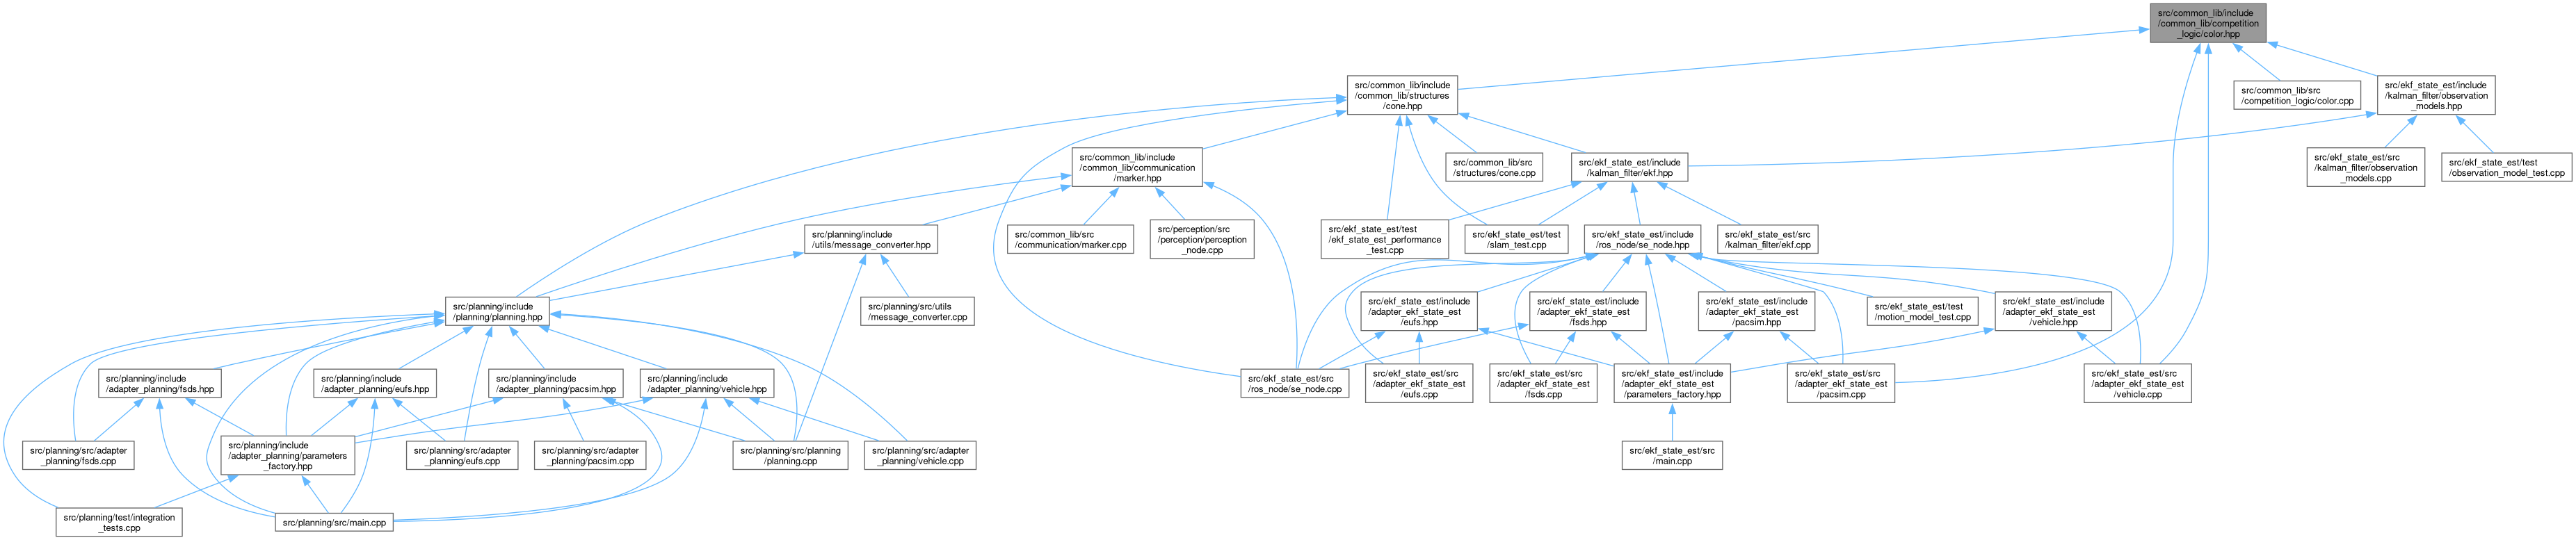 src/common_lib/include
/common_lib/competition
_logic/color.hpp
src/common_lib/include
/common_lib/structures
/cone.hpp
src/common_lib/src
/competition_logic/color.cpp
src/ekf_state_est/include
/kalman_filter/observation
_models.hpp
src/common_lib/include
/common_lib/communication
/marker.hpp
src/common_lib/src
/structures/cone.cpp
src/ekf_state_est/include
/kalman_filter/ekf.hpp
src/ekf_state_est/src
/kalman_filter/observation
_models.cpp
src/ekf_state_est/test
/observation_model_test.cpp
src/planning/include
/utils/message_converter.hpp
src/common_lib/src
/communication/marker.cpp
src/perception/src
/perception/perception
_node.cpp
src/ekf_state_est/test
/ekf_state_est_performance
_test.cpp
src/ekf_state_est/test
/slam_test.cpp
src/ekf_state_est/include
/ros_node/se_node.hpp
src/ekf_state_est/src
/kalman_filter/ekf.cpp
src/planning/include
/planning/planning.hpp
src/planning/src/utils
/message_converter.cpp
src/ekf_state_est/include
/adapter_ekf_state_est
/eufs.hpp
src/ekf_state_est/include
/adapter_ekf_state_est
/fsds.hpp
src/ekf_state_est/include
/adapter_ekf_state_est
/pacsim.hpp
src/ekf_state_est/test
/motion_model_test.cpp
src/ekf_state_est/include
/adapter_ekf_state_est
/vehicle.hpp
src/planning/include
/adapter_planning/fsds.hpp
src/planning/include
/adapter_planning/eufs.hpp
src/planning/include
/adapter_planning/pacsim.hpp
src/planning/include
/adapter_planning/vehicle.hpp
src/ekf_state_est/src
/ros_node/se_node.cpp
src/ekf_state_est/src
/adapter_ekf_state_est
/eufs.cpp
src/ekf_state_est/src
/adapter_ekf_state_est
/fsds.cpp
src/ekf_state_est/include
/adapter_ekf_state_est
/parameters_factory.hpp
src/ekf_state_est/src
/adapter_ekf_state_est
/pacsim.cpp
src/ekf_state_est/src
/adapter_ekf_state_est
/vehicle.cpp
src/planning/src/adapter
_planning/fsds.cpp
src/planning/include
/adapter_planning/parameters
_factory.hpp
src/planning/src/adapter
_planning/eufs.cpp
src/planning/src/adapter
_planning/pacsim.cpp
src/planning/src/planning
/planning.cpp
src/planning/src/adapter
_planning/vehicle.cpp
src/ekf_state_est/src
/main.cpp
src/planning/test/integration
_tests.cpp
src/planning/src/main.cpp